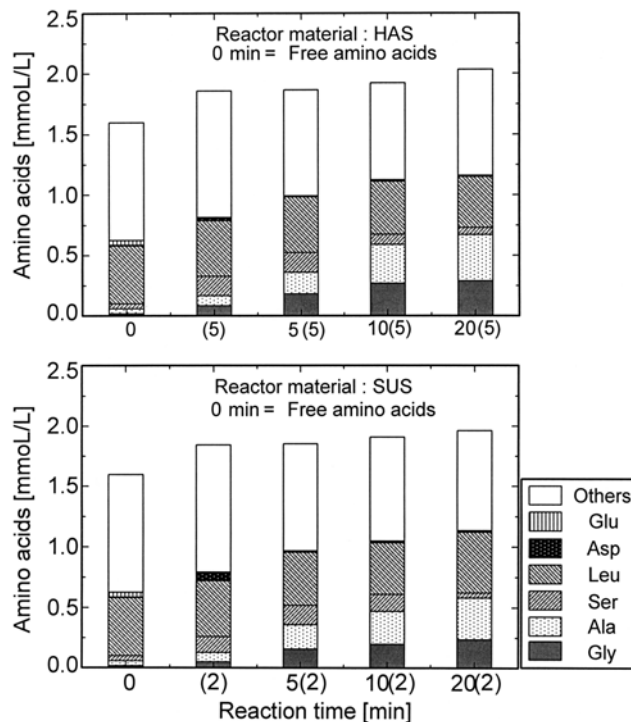 2.5
Reactor material : HAS
0 min = Free amino acids
2.0
1.5
1.0
0.5
0.0
Amino acids [mmoL/L]
0 (5) 5(5) 10(5) 20(5)
2.5
Reactor material : SUS
0 min = Free amino acids
2.0
1.5
1.0
0.5
0.0
Amino acids [mmoL/L]
0 (2) 5(2) 10(2) 20(2)
Reaction time [min]
Others
Glu
Asp
Leu
Ser
Ala
Gly